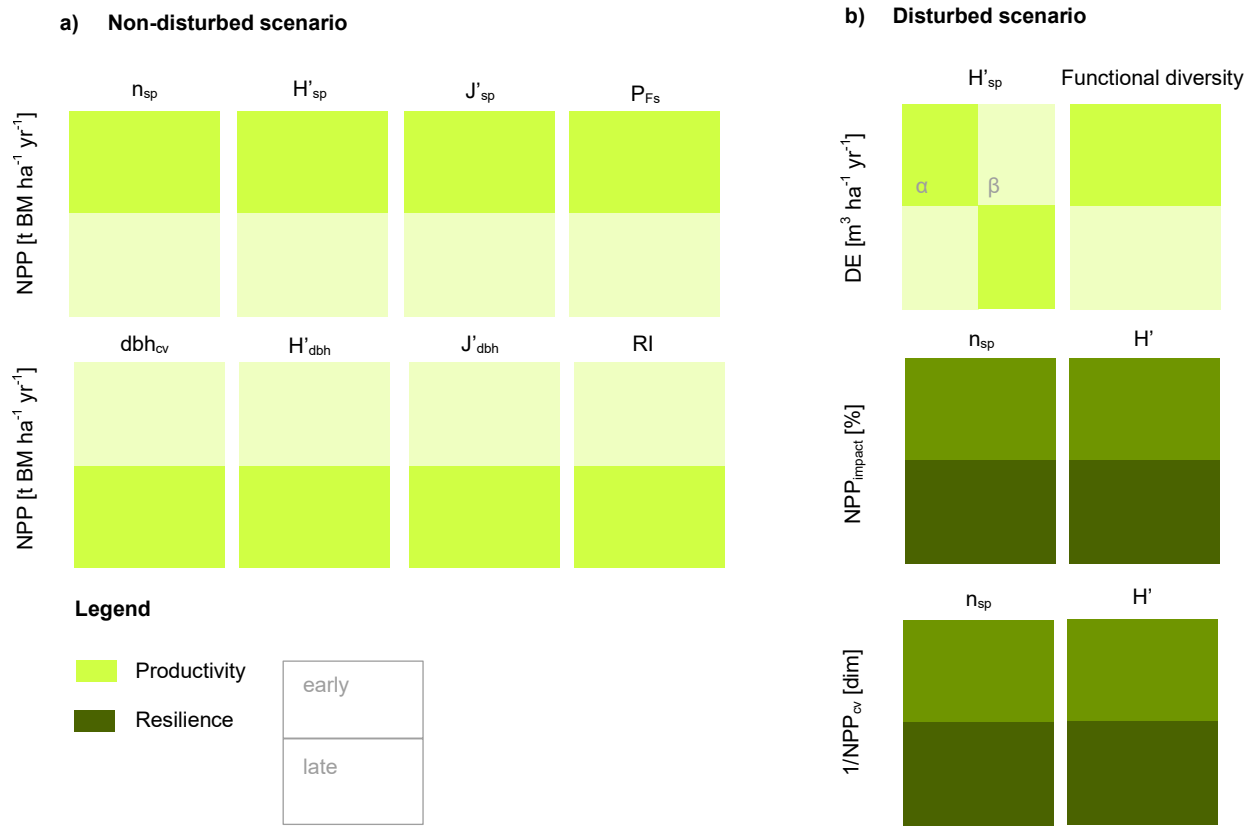 a) Non-disturbed scenario
n_sp H’_sp J’_sp P_Fs
NPP [t BM ha⁻¹ yr⁻¹]
dbh_cv H’_dbh J’_dbh RI
NPP [t BM ha⁻¹ yr⁻¹]
Legend
Productivity
Resilience
early
late
b) Disturbed scenario
H’_sp Functional diversity
DE [m³ ha⁻¹ yr⁻¹]
α β
n_sp H’
NPP_impact [%]
n_sp H’
1/NPP_cv [dim]